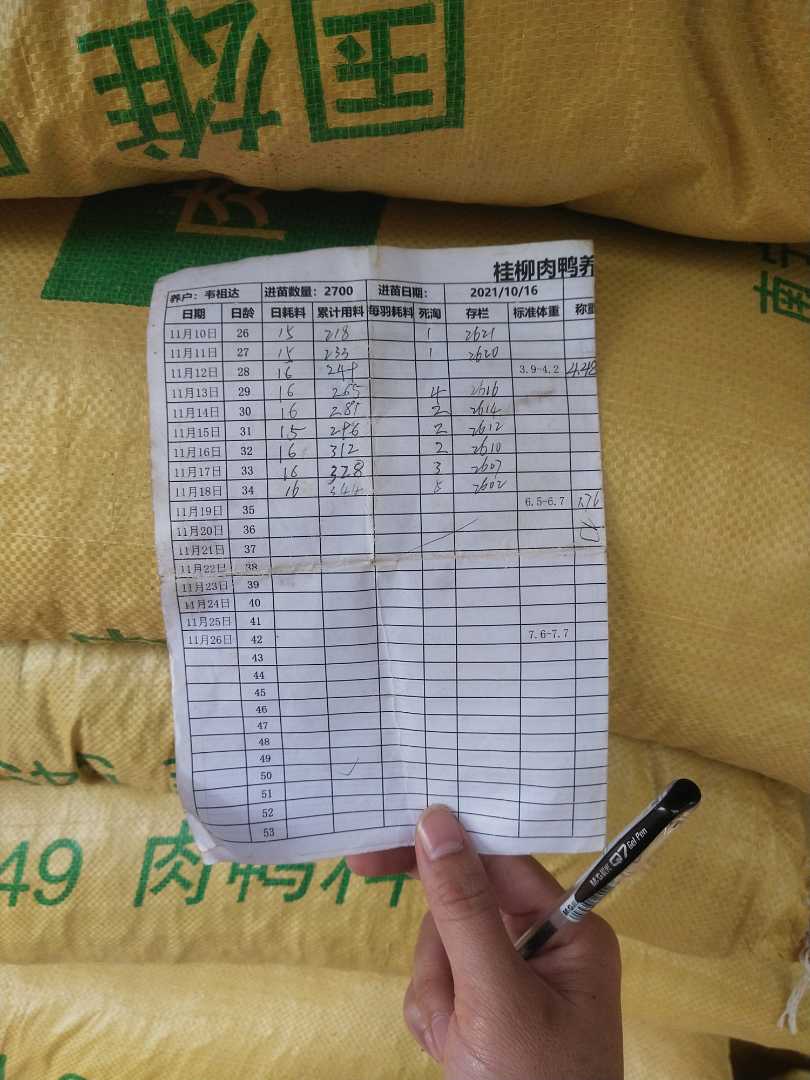 国雄
肉
南宁
桂柳肉鸭养
养户：韦祖达 进苗数量：2700 进苗日期： 2021/10/16
日期 日龄 日耗料 累计用料 每羽耗料 死淘 存栏 标准体重 称重
11月10日 26 15 218 1 2621
11月11日 27 15 233 1 2620
11月12日 28 16 249 3.9-4.2 4.48
11月13日 29 16 265 4 2616
11月14日 30 16 281 2 2614
11月15日 31 15 296 2 2612
11月16日 32 16 312 2 2610
11月17日 33 16 328 3 2607
11月18日 34 16 344 5 2602
11月19日 35 6.5-6.7
11月20日 36
11月21日 37
11月22日 38
11月23日 39
11月24日 40
11月25日 41
11月26日 42 7.6-7.7
43
44
45
46
47
48
49
50
51
52
53
49 肉鸭料
M&G Q7 Gel Pen